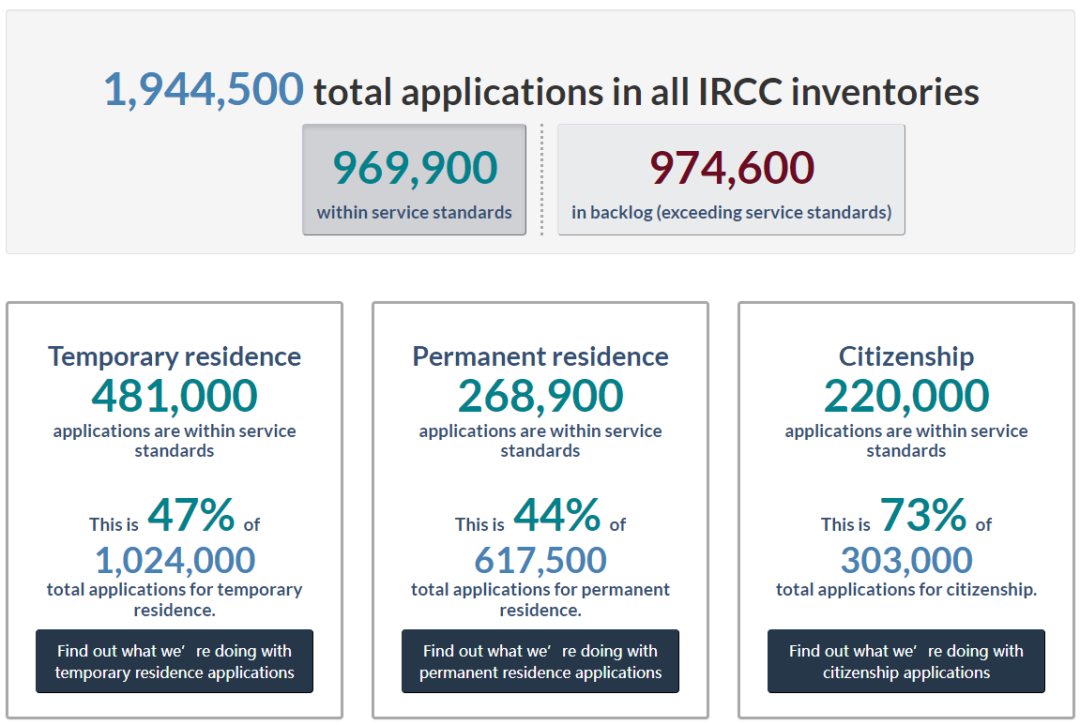 1,944,500 total applications in all IRCC inventories
969,900
within service standards
974,600
in backlog (exceeding service standards)
Temporary residence
481,000
applications are within service
standards
This is 47% of
1,024,000
total applications for temporary
residence.
Find out what we’ re doing with
temporary residence applications
Permanent residence
268,900
applications are within service
standards
This is 44% of
617,500
total applications for permanent
residence.
Find out what we’ re doing with
permanent residence applications
Citizenship
220,000
applications are within service
standards
This is 73% of
303,000
total applications for citizenship.
Find out what we’ re doing with
citizenship applications